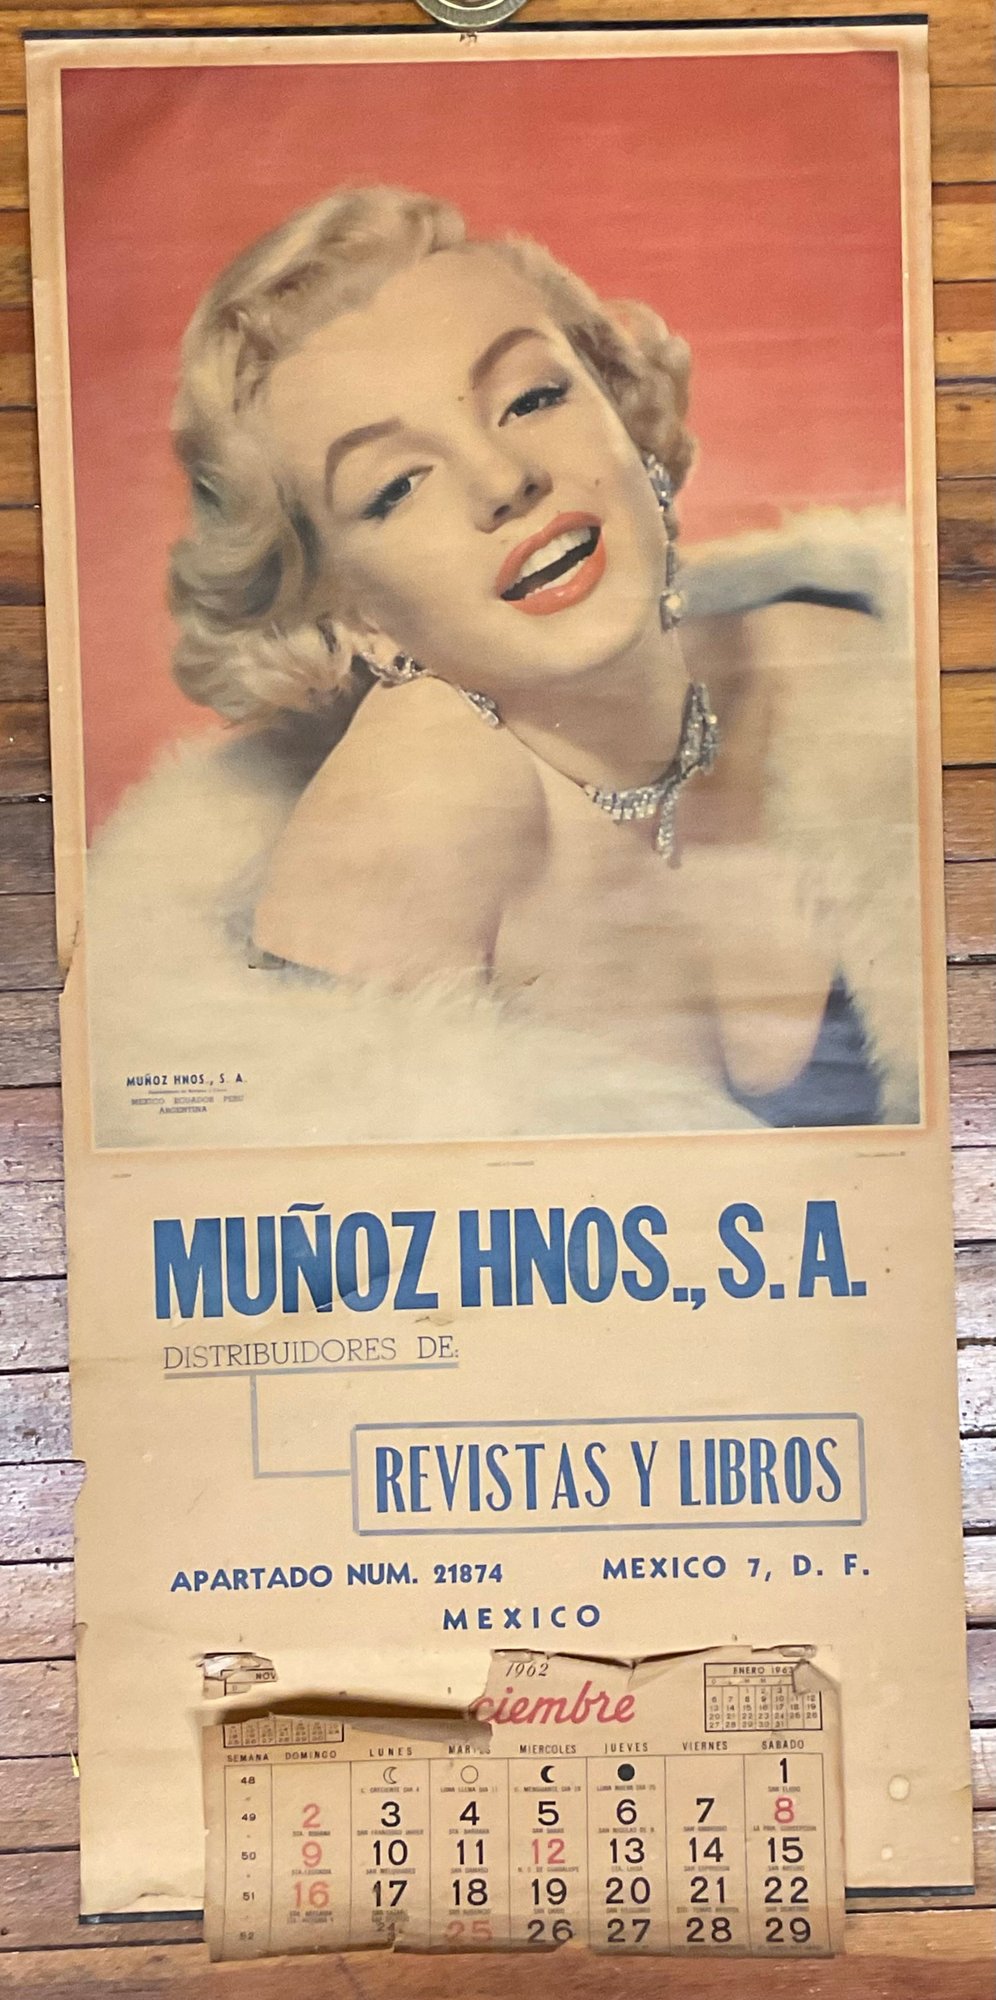 MUÑOZ HNOS., S. A.
MEXICO ECUADOR PERU
ARGENTINA
MUÑOZ HNOS., S. A.
DISTRIBUIDORES DE:
REVISTAS Y LIBROS
APARTADO NUM. 21874 MEXICO 7, D. F.
MEXICO
NOV
1962
ciembre
ENERO 1963
SEMANA DOMINGO LUNES MARTES MIERCOLES JUEVES VIERNES SABADO
48 1
49 2 3 4 5 6 7 8
50 9 10 11 12 13 14 15
51 16 17 18 19 20 21 22
52 24 25 26 27 28 29